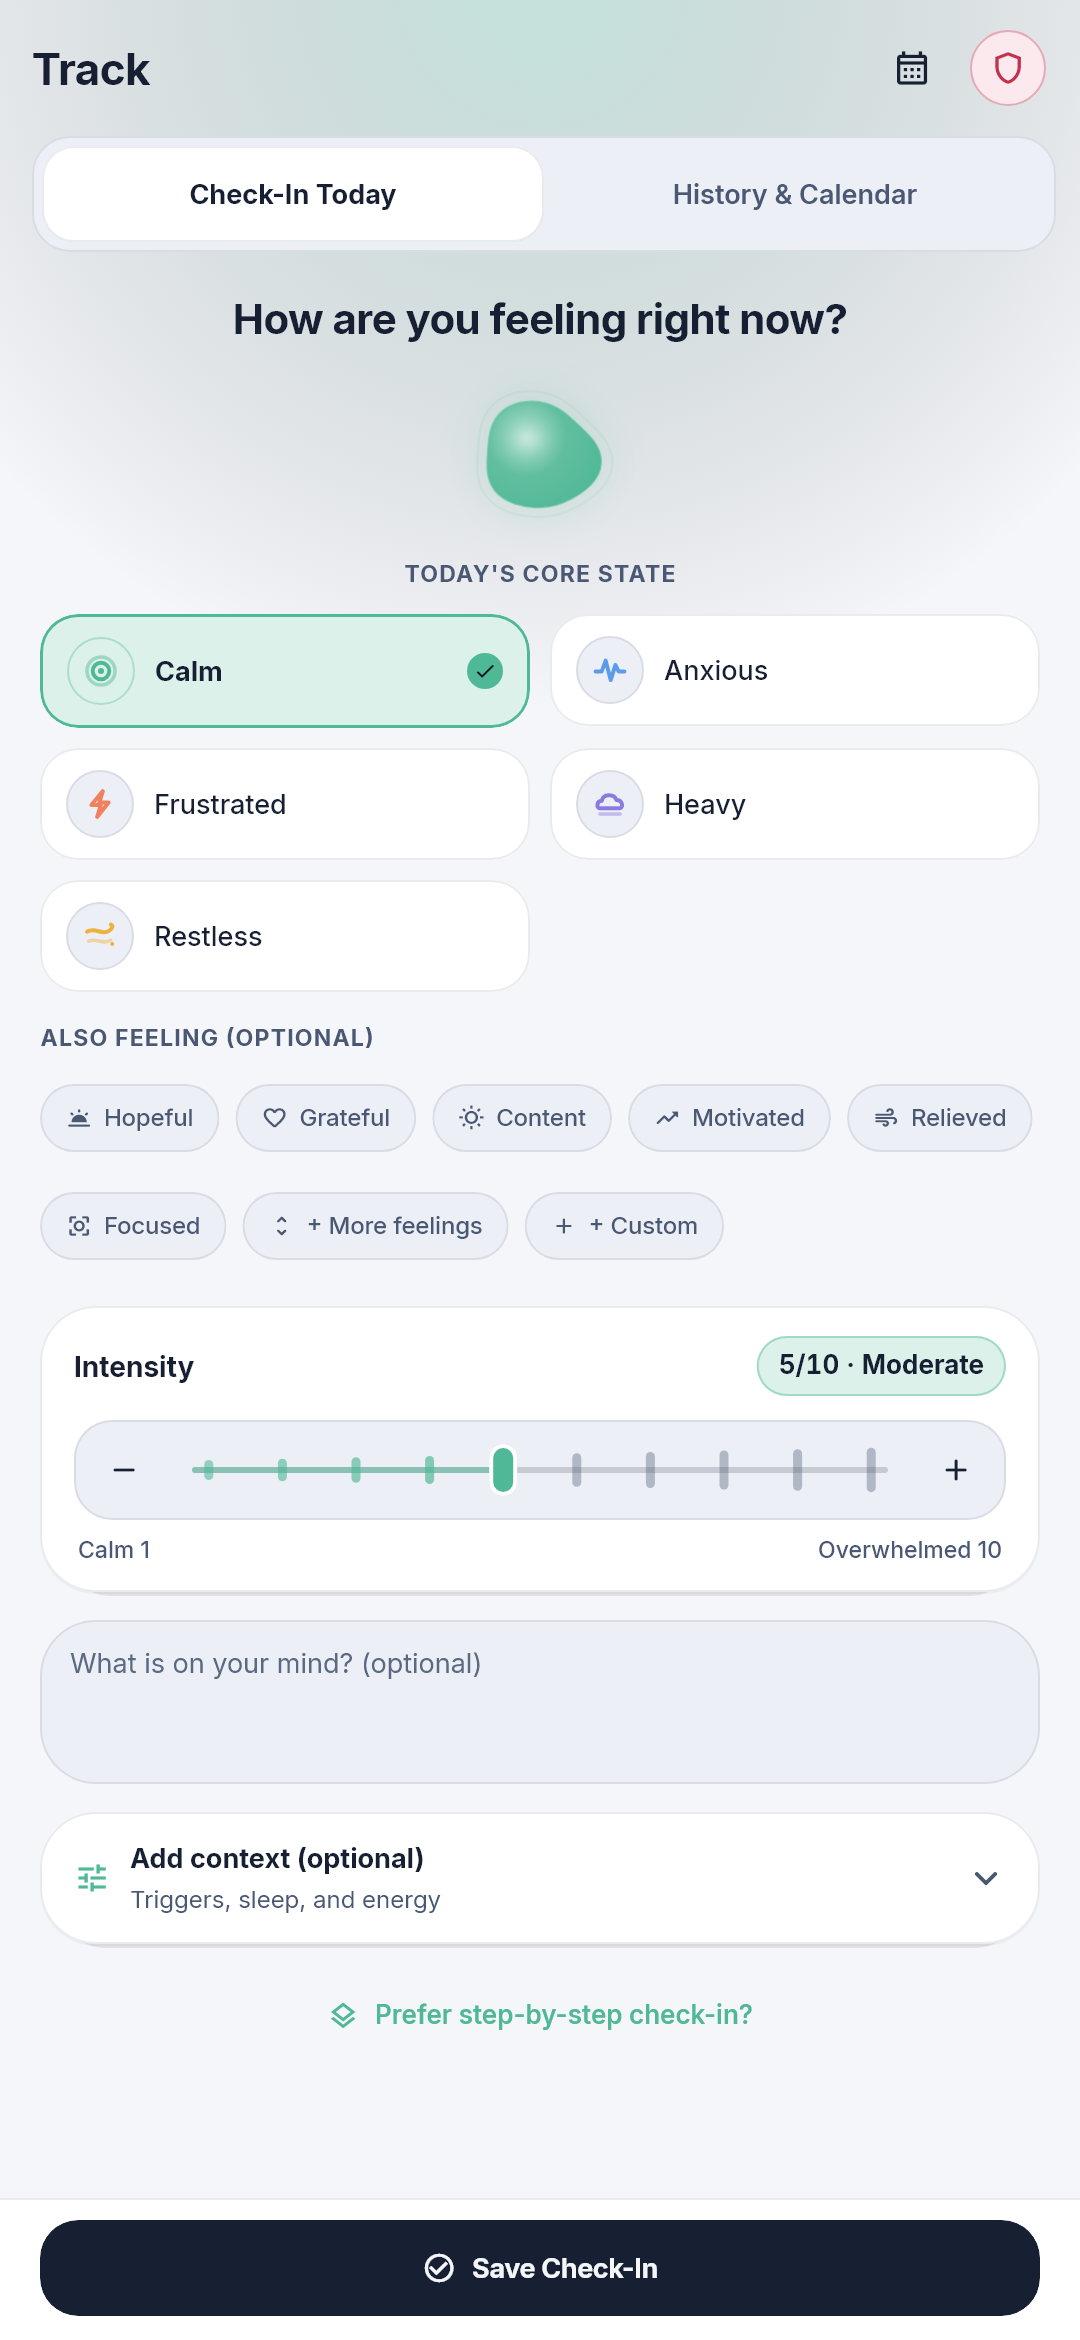 Track
Check-In Today
History & Calendar
How are you feeling right now?
TODAY'S CORE STATE
Calm
Anxious
Frustrated
Heavy
Restless
ALSO FEELING (OPTIONAL)
Hopeful
Grateful
Content
Motivated
Relieved
Focused
+ More feelings
+ Custom
Intensity
5/10 · Moderate
Calm 1
Overwhelmed 10
What is on your mind? (optional)
Add context (optional)
Triggers, sleep, and energy
Prefer step-by-step check-in?
Save Check-In